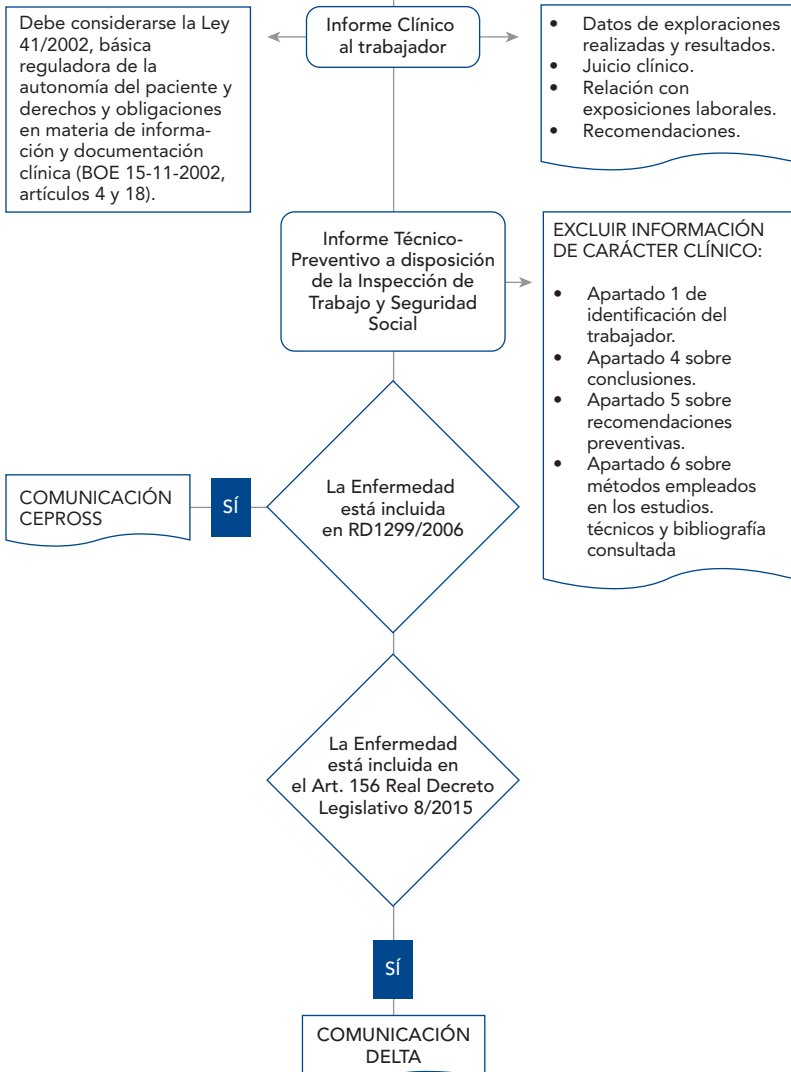 Debe considerarse la Ley
41/2002, básica
reguladora de la
autonomía del paciente y
derechos y obligaciones
en materia de informa-
ción y documentación
clínica (BOE 15-11-2002,
artículos 4 y 18).
Informe Clínico
al trabajador
• Datos de exploraciones
realizadas y resultados.
• Juicio clínico.
• Relación con
exposiciones laborales.
• Recomendaciones.
Informe Técnico-
Preventivo a disposición
de la Inspección de
Trabajo y Seguridad
Social
EXCLUIR INFORMACIÓN
DE CARÁCTER CLÍNICO:
• Apartado 1 de
identificación del
trabajador.
• Apartado 4 sobre
conclusiones.
• Apartado 5 sobre
recomendaciones
preventivas.
• Apartado 6 sobre
métodos empleados
en los estudios.
técnicos y bibliografía
consultada
COMUNICACIÓN
CEPROSS
SÍ
La Enfermedad
está incluida
en RD1299/2006
La Enfermedad
está incluida en
el Art. 156 Real Decreto
Legislativo 8/2015
SÍ
COMUNICACIÓN
DELTA